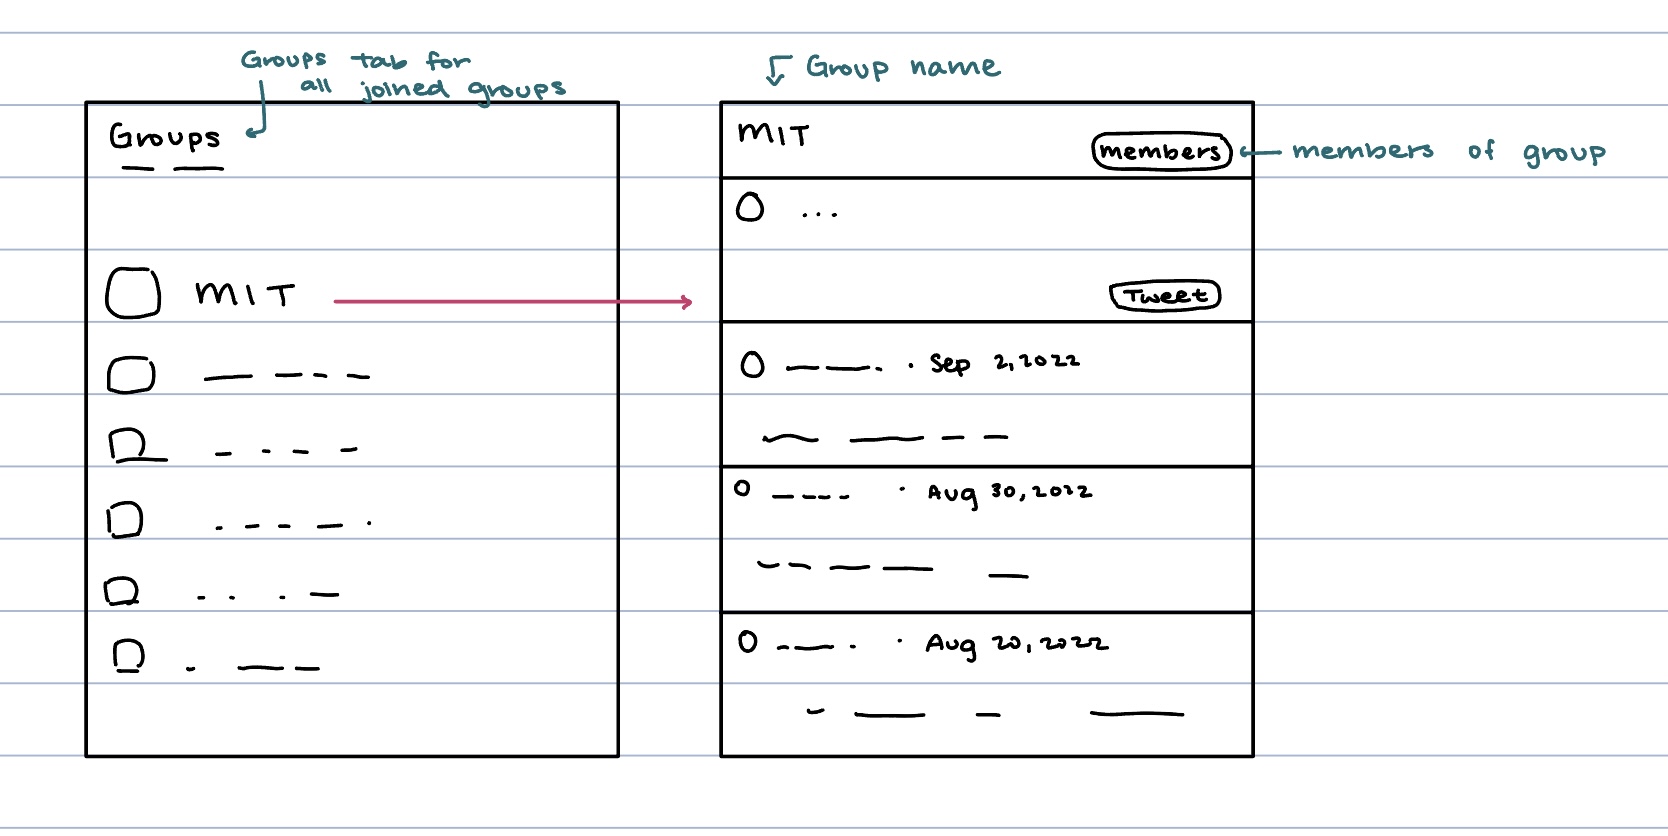 Groups tab for
all joined groups
Groups
MIT
Group name
MIT
members
members of group
...
Tweet
· Sep 2, 2022
· Aug 30, 2022
· Aug 20, 2022